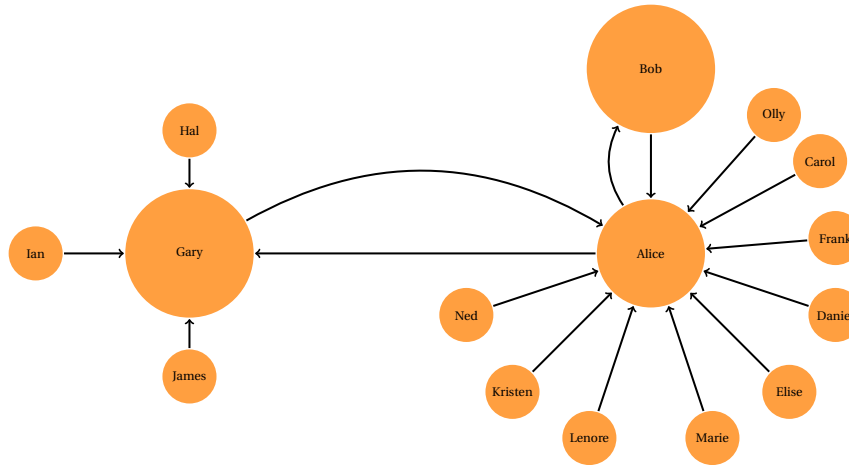 Bob
Olly
Hal
Carol
Frank
Ian
Gary
Alice
Ned
Danie
James
Kristen
Elise
Lenore
Marie